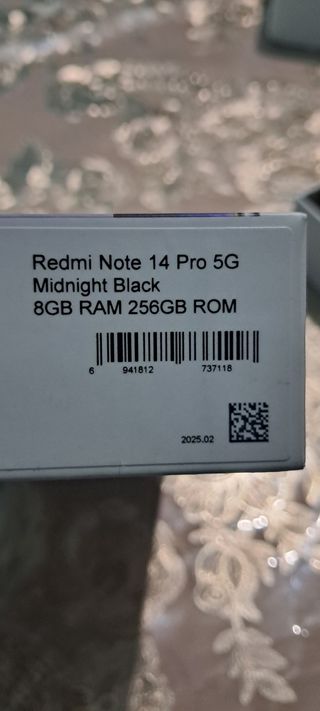 Redmi Note 14 Pro 5G
Midnight Black
8GB RAM 256GB ROM
6 941812 737118
2025.02